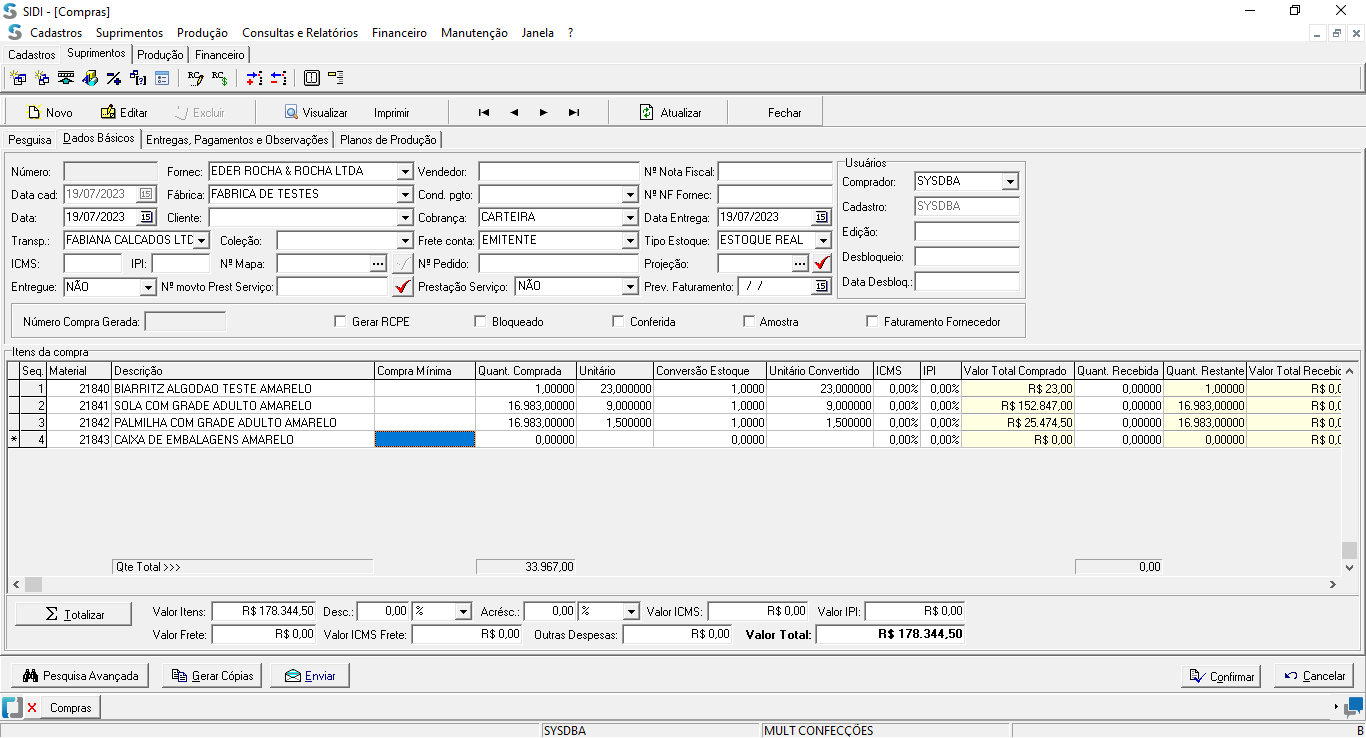 SIDI - [Compras]
Cadastros Suprimentos Produção Consultas e Relatórios Financeiro Manutenção Janela ?
Cadastros Suprimentos Produção Financeiro
Novo Editar Excluir Visualizar Imprimir Atualizar Fechar
Pesquisa Dados Básicos Entregas, Pagamentos e Observações Planos de Produção
Número: Fornec: EDER ROCHA & ROCHA LTDA Vendedor: Nº Nota Fiscal: Usuários
Data cad: 19/07/2023 Fábrica: FABRICA DE TESTES Cond. pgto: Nº NF Fornec: Comprador: SYSDBA
Data: 19/07/2023 Cliente: Cobrança: CARTEIRA Data Entrega: 19/07/2023 Cadastro: SYSDBA
Transp.: FABIANA CALCADOS LTC Coleção: Frete conta: EMITENTE Tipo Estoque: ESTOQUE REAL Edição:
ICMS: IPI: Nº Mapa: ... Nº Pedido: Projeção: ... Desbloqueio:
Entregue: NÃO Nº movto Prest Serviço: Prestação Serviço: NÃO Prev. Faturamento: / / Data Desbloq.:
Número Compra Gerada: Gerar RCPE Bloqueado Conferida Amostra Faturamento Fornecedor
Itens da compra
Seq. Material Descrição Compra Mínima Quant. Comprada Unitário Conversão Estoque Unitário Convertido ICMS IPI Valor Total Comprado Quant. Recebida Quant. Restante Valor Total Recebic
1 21840 BIARRITZ ALGODAO TESTE AMARELO 1,00000 23,000000 1,0000 23,000000 0,00% 0,00% R$ 23,00 0,00000 1,00000 R$ 0,0
2 21841 SOLA COM GRADE ADULTO AMARELO 16.983,00000 9,000000 1,0000 9,000000 0,00% 0,00% R$ 152.847,00 0,00000 16.983,00000 R$ 0,0
3 21842 PALMILHA COM GRADE ADULTO AMARELO 16.983,00000 1,500000 1,0000 1,500000 0,00% 0,00% R$ 25.474,50 0,00000 16.983,00000 R$ 0,0
* 4 21843 CAIXA DE EMBALAGENS AMARELO 0,00000 0,0000 0,00% 0,00% R$ 0,00 0,00000 0,00000 R$ 0,0
Qte Total >>> 33.967,00 0,00
Σ Totalizar Valor Itens: R$ 178.344,50 Desc.: 0,00 % Acrésc.: 0,00 % Valor ICMS: R$ 0,00 Valor IPI: R$ 0,00
Valor Frete: R$ 0,00 Valor ICMS Frete: R$ 0,00 Outras Despesas: R$ 0,00 Valor Total: R$ 178.344,50
Pesquisa Avançada Gerar Cópias Enviar Confirmar Cancelar
Compras
SYSDBA MULT CONFECÇÕES B